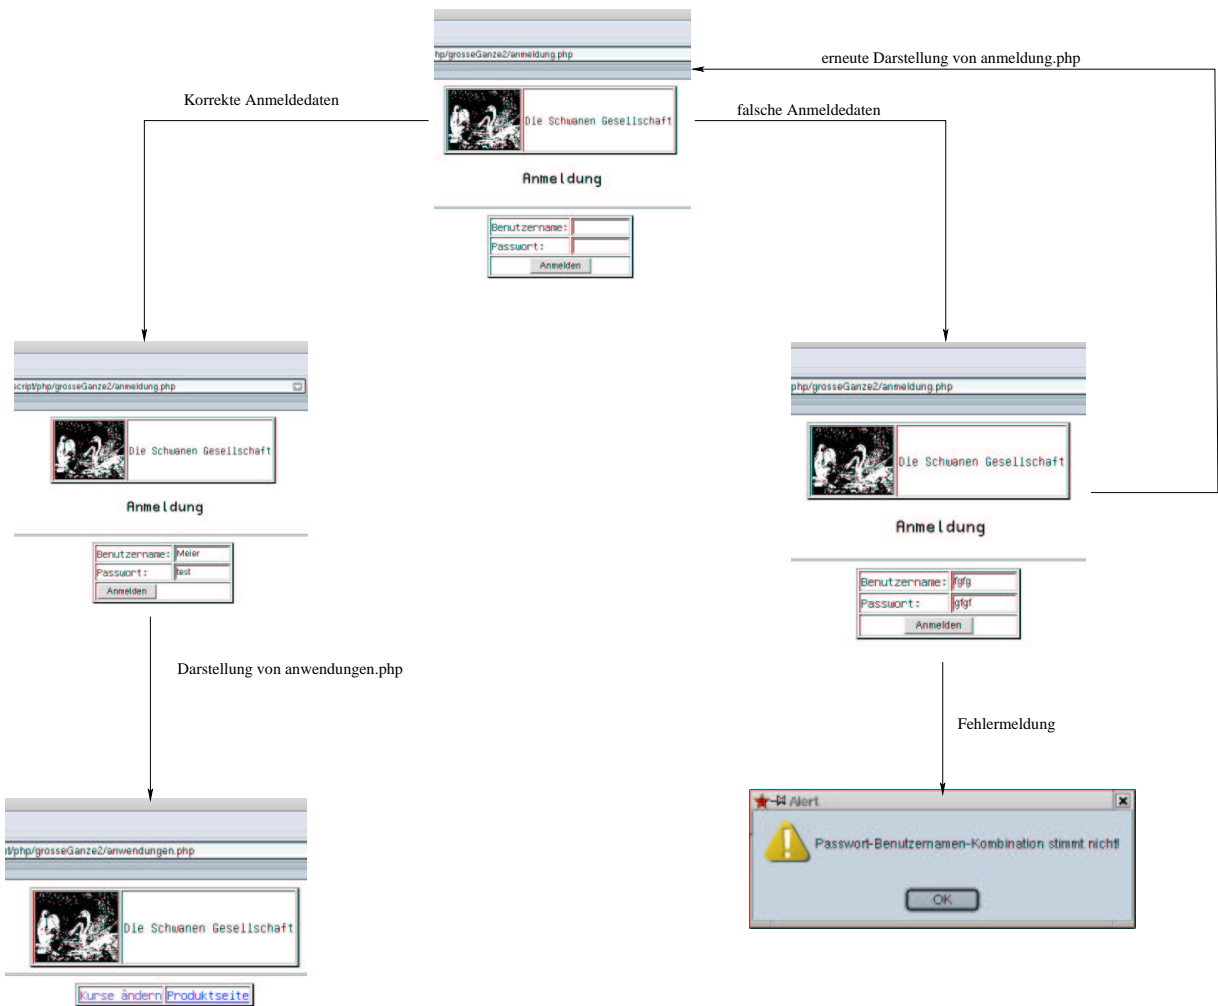 hp/grosseGanze2/anmeldung.php
erneute Darstellung von anmeldung.php
Korrekte Anmeldedaten
falsche Anmeldedaten
Die Schwanen Gesellschaft
Anmeldung
Benutzername:
Passwort:
Anmelden
script/php/grosseGanze2/anmeldung.php
Die Schwanen Gesellschaft
Anmeldung
Benutzername: Meier
Passwort: test
Anmelden
php/grosseGanze2/anmeldung.php
Die Schwanen Gesellschaft
Anmeldung
Benutzername: fgfg
Passwort: gfgf
Anmelden
Darstellung von anwendungen.php
Fehlermeldung
Alert
Passwort-Benutzernamen-Kombination stimmt nicht!
OK
t/php/grosseGanze2/anwendungen.php
Die Schwanen Gesellschaft
Kurse ändern Produktseite